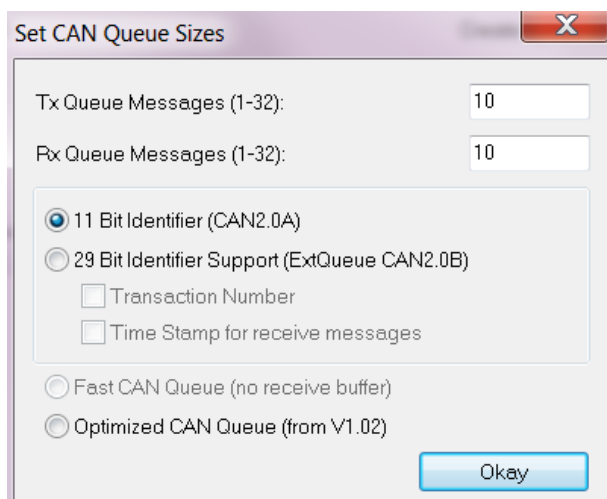 Set CAN Queue Sizes
Tx Queue Messages (1-32):
10
Rx Queue Messages (1-32):
10
11 Bit Identifier (CAN2.0A)
29 Bit Identifier Support (ExtQueue CAN2.0B)
Transaction Number
Time Stamp for receive messages
Fast CAN Queue (no receive buffer)
Optimized CAN Queue (from V1.02)
Okay